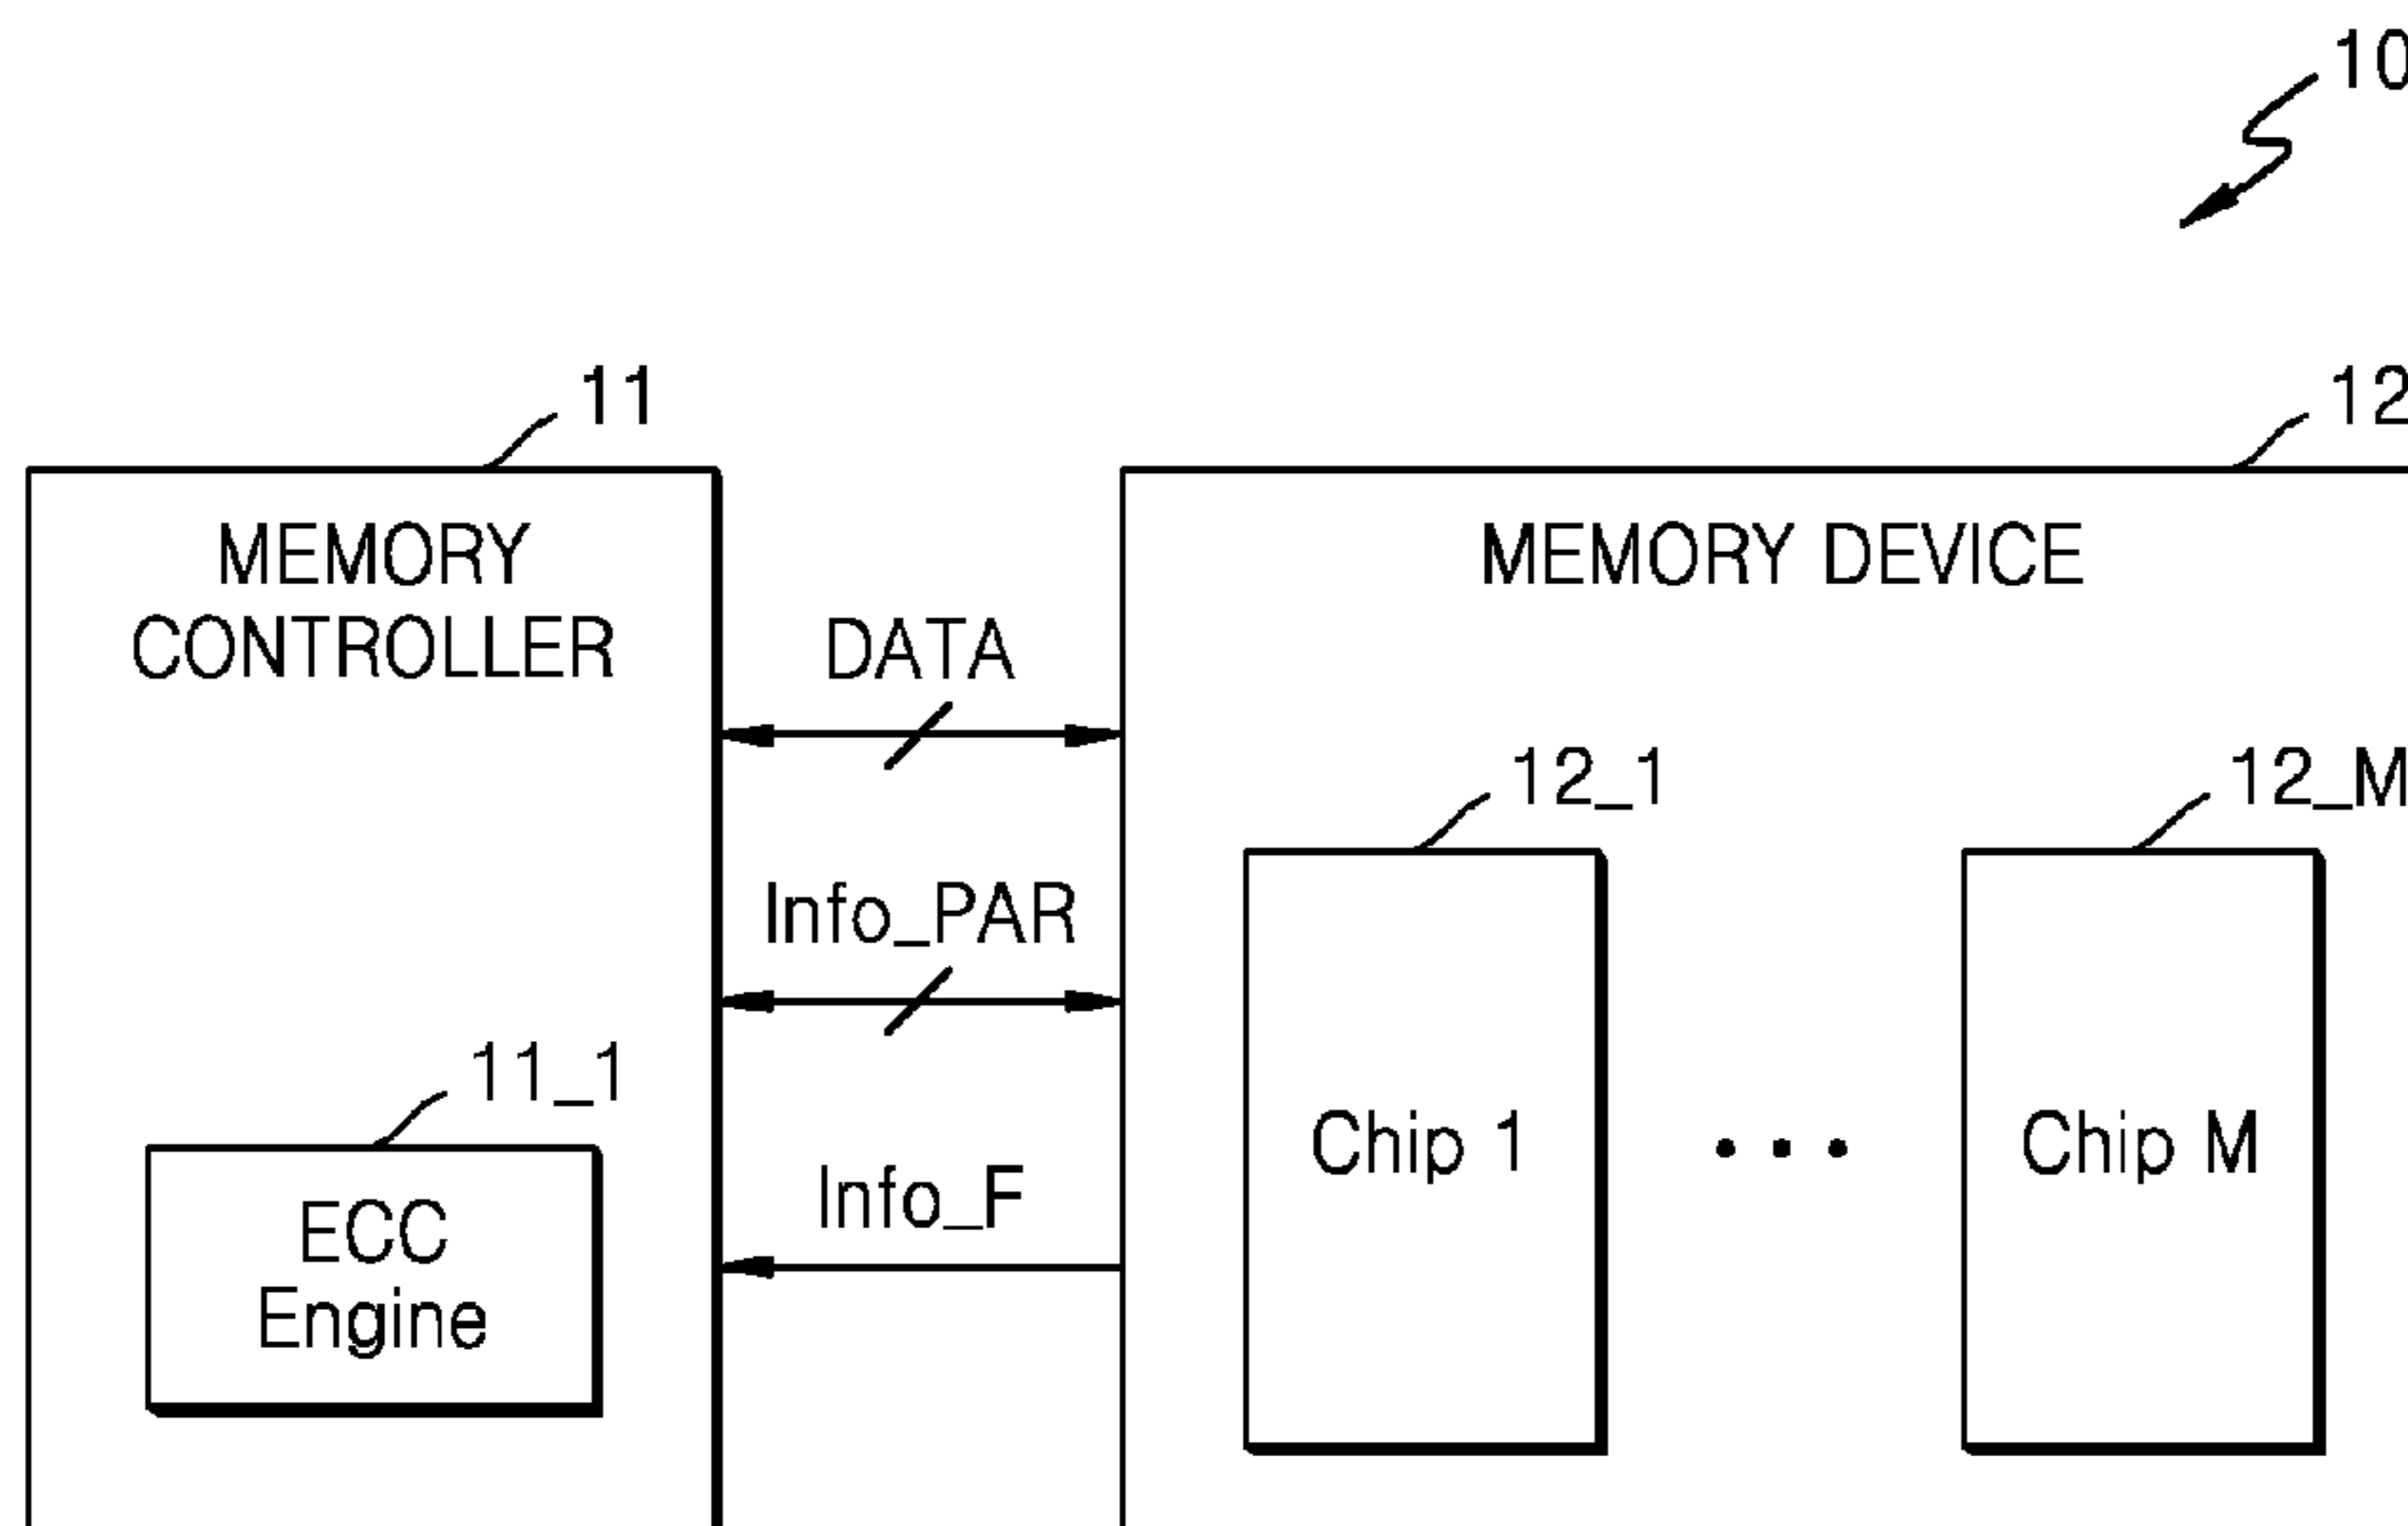 10
11
12
MEMORY
CONTROLLER
MEMORY DEVICE
DATA
12_1
12_M
Info_PAR
11_1
Chip 1
Chip M
Info_F
ECC
Engine